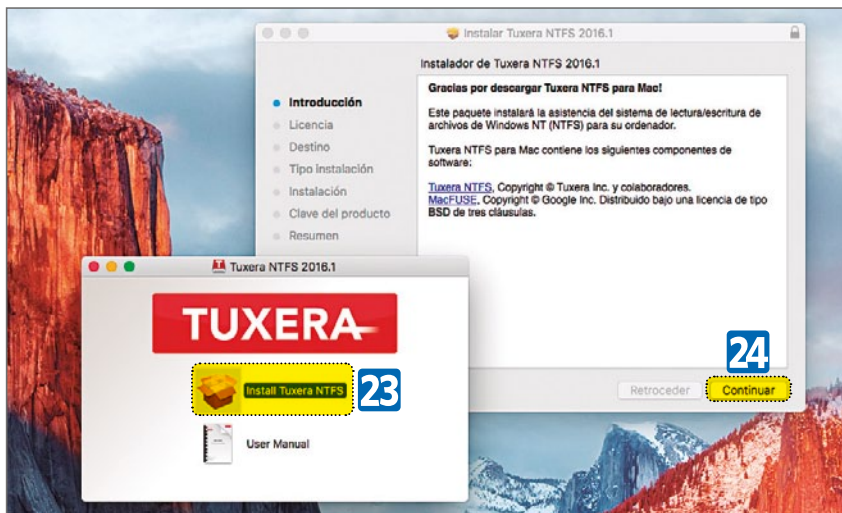 Instalar Tuxera NTFS 2016.1
Instalador de Tuxera NTFS 2016.1
Introducción
Licencia
Destino
Tipo instalación
Instalación
Clave del producto
Resumen
Gracias por descargar Tuxera NTFS para Mac!
Este paquete instalará la asistencia del sistema de lectura/escritura de
archivos de Windows NT (NTFS) para su ordenador.
Tuxera NTFS para Mac contiene los siguientes componentes de
software:
Tuxera NTFS, Copyright © Tuxera Inc. y colaboradores.
MacFUSE, Copyright © Google Inc. Distribuido bajo una licencia de tipo
BSD de tres cláusulas.
24
Retroceder Continuar
Tuxera NTFS 2016.1
TUXERA
Install Tuxera NTFS 23
User Manual